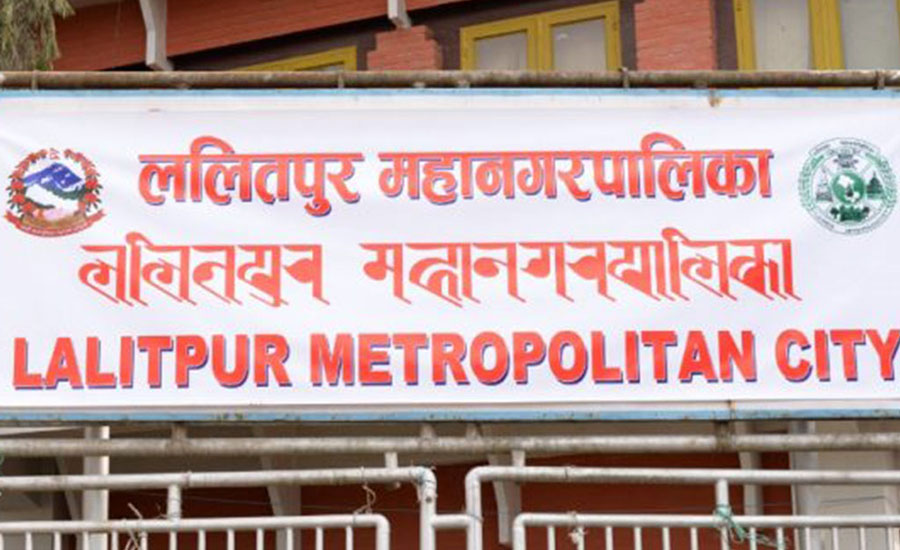 ललितपुर महानगरपालिका
𑐮𑐮𑐶𑐟𑐥𑐸𑐬 𑐩𑐴𑐵𑐣𑐐𑐬𑐥𑐵𑐮𑐶𑐎𑐵
LALITPUR METROPOLITAN CITY